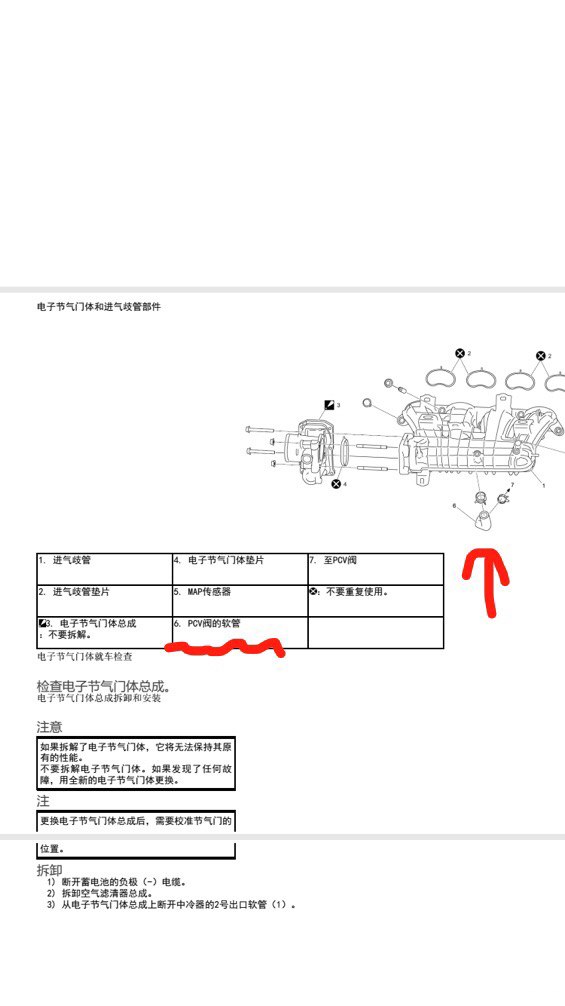 电子节气门体和进气歧管部件
2
2
3
4
7
1
6
1. 进气歧管
4. 电子节气门体垫片
7. 至PCV阀
2. 进气歧管垫片
5. MAP传感器
：不要重复使用。
3. 电子节气门体总成
：不要拆解。
6. PCV阀的软管
电子节气门体就车检查
检查电子节气门体总成。
电子节气门体总成拆卸和安装
注意
如果拆解了电子节气门体，它将无法保持其原
有的性能。
不要拆解电子节气门体。如果发现了任何故
障，用全新的电子节气门体更换。
注
更换电子节气门体总成后，需要校准节气门的
位置。
拆卸
1) 断开蓄电池的负极（-）电缆。
2) 拆卸空气滤清器总成。
3) 从电子节气门体总成上断开中冷器的2号出口软管（1）。